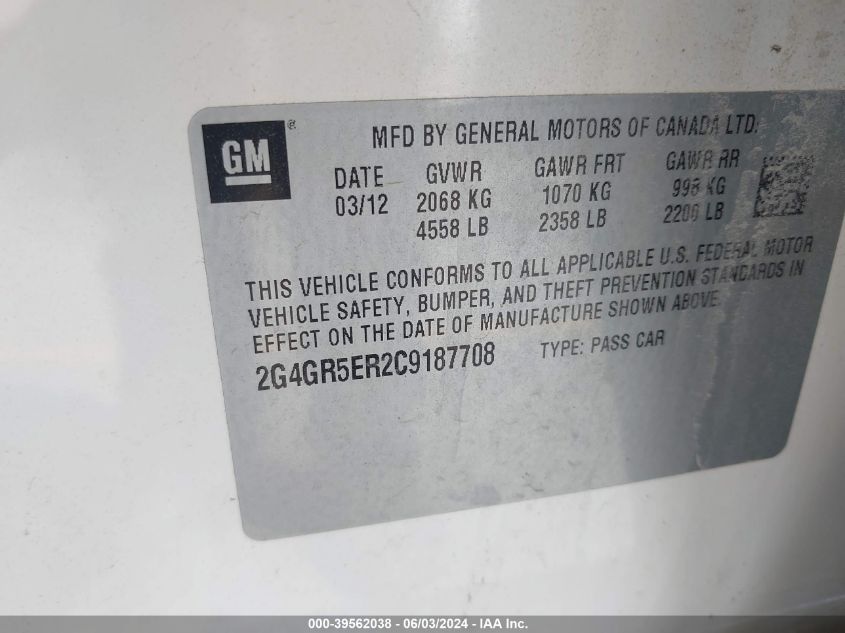 GM ®
MFD BY GENERAL MOTORS OF CANADA LTD.
DATE GVWR GAWR FRT GAWR RR
03/12 2068 KG 1070 KG 998 KG
4558 LB 2358 LB 2200 LB
THIS VEHICLE CONFORMS TO ALL APPLICABLE U.S. FEDERAL MOTOR
VEHICLE SAFETY, BUMPER, AND THEFT PREVENTION STANDARDS IN
EFFECT ON THE DATE OF MANUFACTURE SHOWN ABOVE.
2G4GR5ER2C9187708 TYPE: PASS CAR
000-39562038 - 06/03/2024 - IAA Inc.